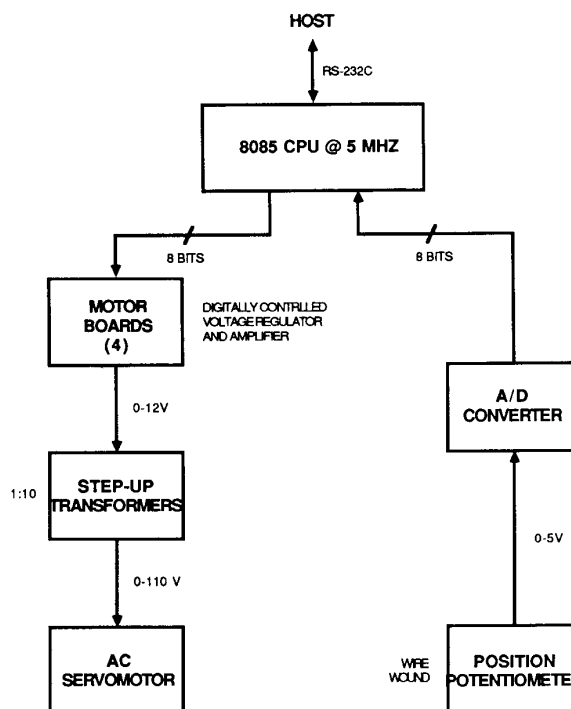 HOST
RS-232C
8085 CPU @ 5 MHZ
8 BITS
8 BITS
MOTOR
BOARDS
(4)
DIGITALLY CONTRLLED
VOLTAGE REGULATOR
AND AMPLIFIER
A/D
CONVERTER
0-12V
1:10
STEP-UP
TRANSFORMERS
0-5V
0-110 V
AC
SERVOMOTOR
WIRE
WOUND
POSITION
POTENTIOMETE